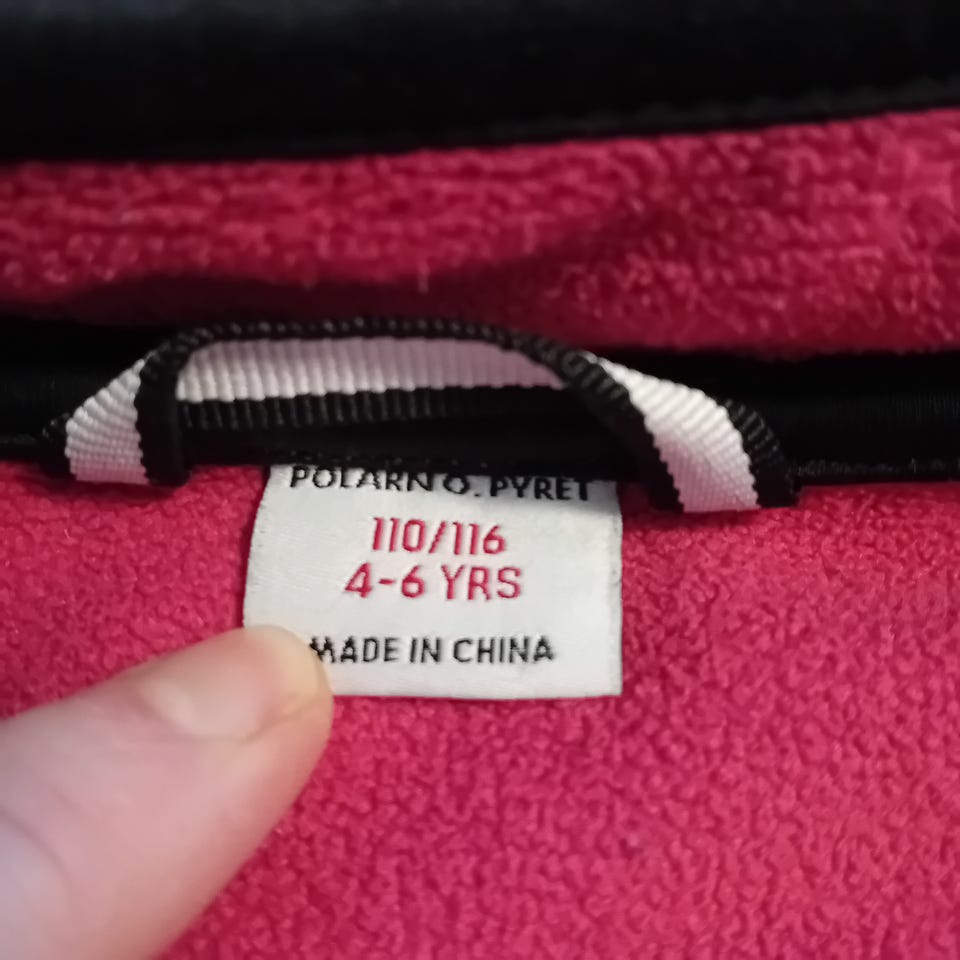 POLARN O. PYRET
110/116
4-6 YRS
MADE IN CHINA